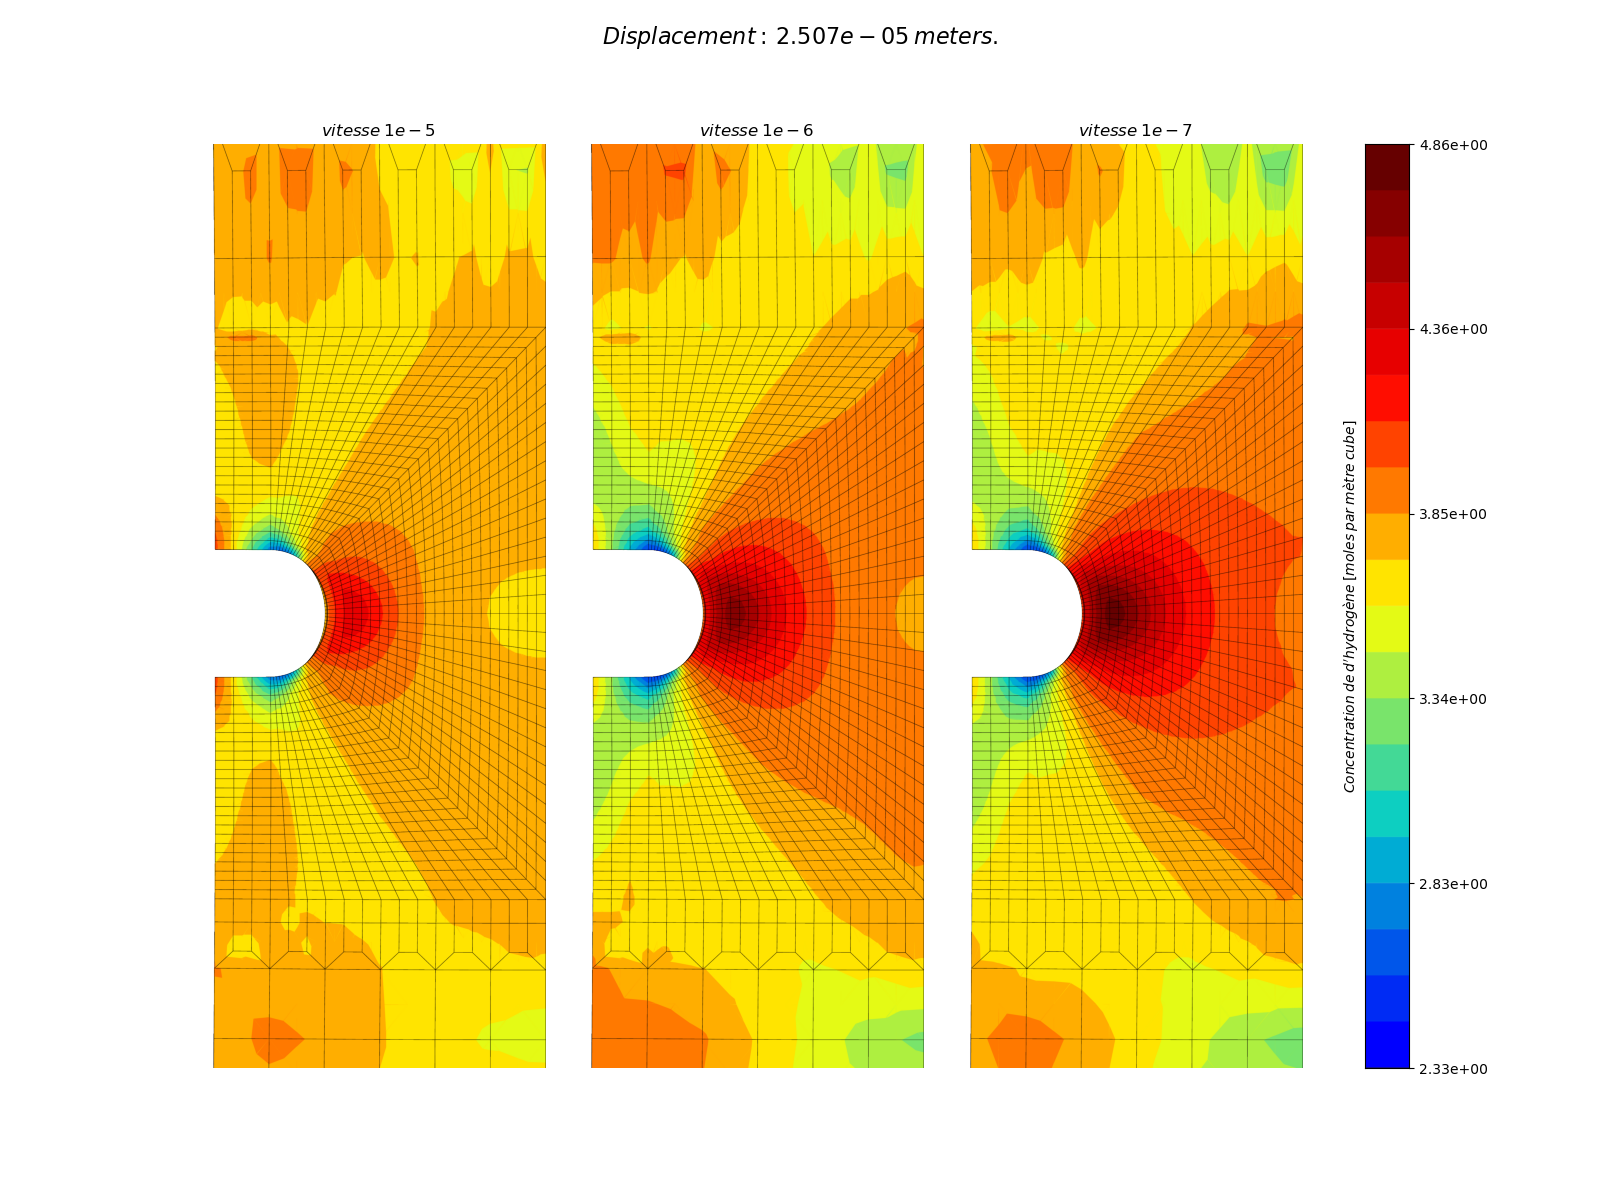 Displacement : 2.507e − 05 meters.
vitesse 1e − 5
vitesse 1e − 6
vitesse 1e − 7
4.86e+00
4.36e+00
3.85e+00
3.34e+00
2.83e+00
2.33e+00
Concentration de d'hydrogène [moles par mètre cube]